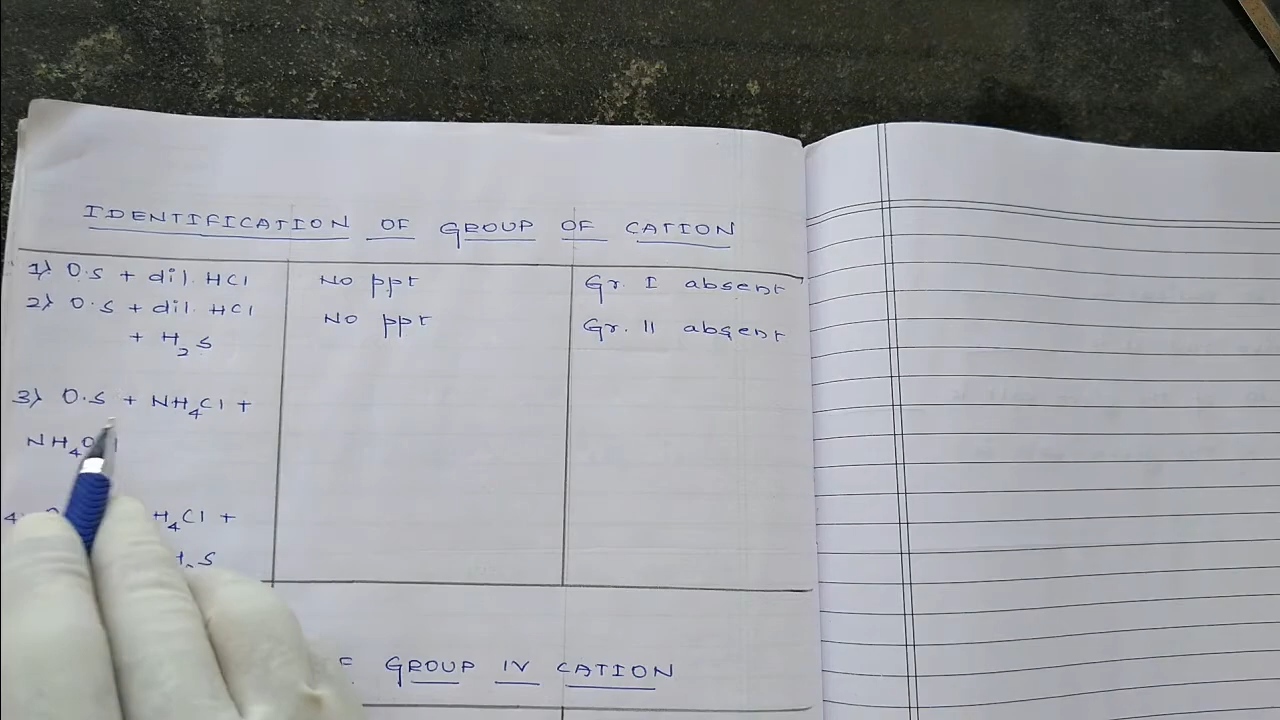 IDENTIFICATION OF GROUP OF CATION
1) O.S + dil. HCl No ppt Gr. I absent
2) O.S + dil. HCl No ppt Gr. II absent
+ H2S
3) O.S + NH4Cl +
H4Cl +
S
GROUP IV CATION